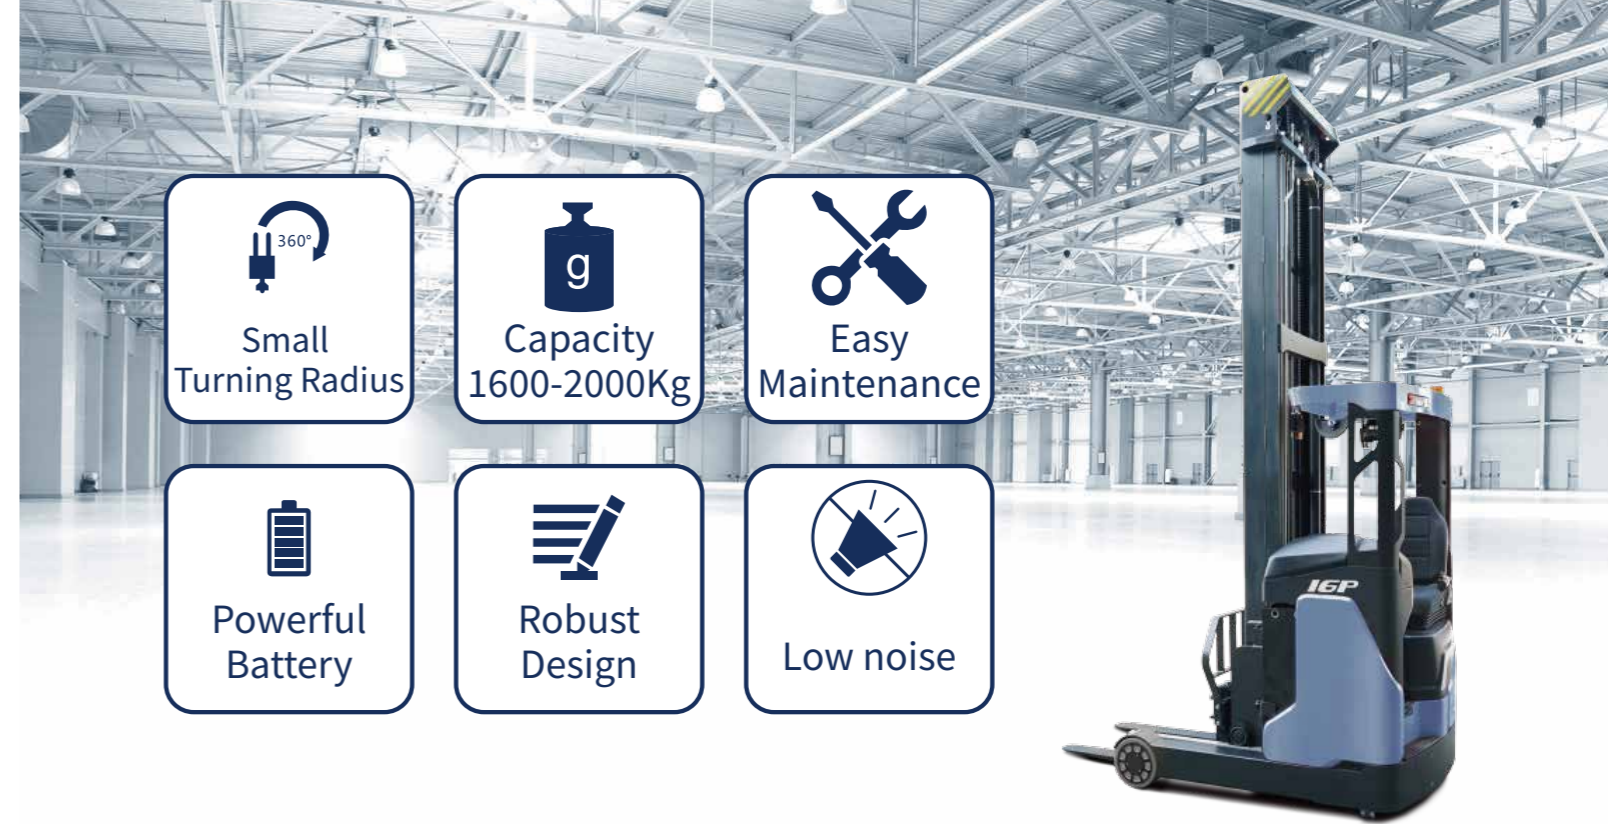 360°
Small
Turning Radius
g
Capacity
1600-2000Kg
Easy
Maintenance
Powerful
Battery
Robust
Design
Low noise
16P